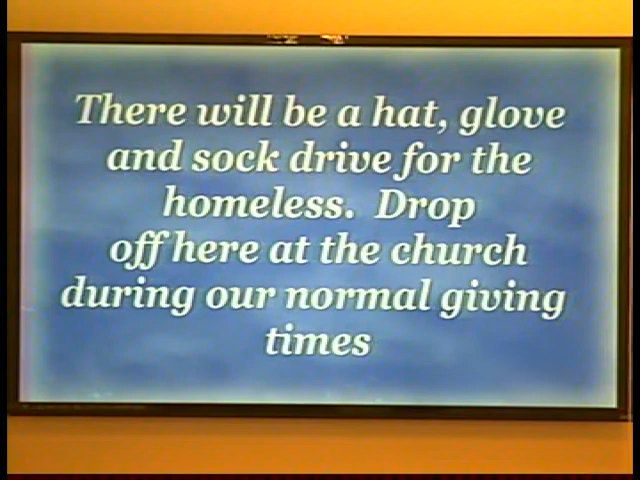 There will be a hat, glove
and sock drive for the
homeless.  Drop
off here at the church
during our normal giving
times